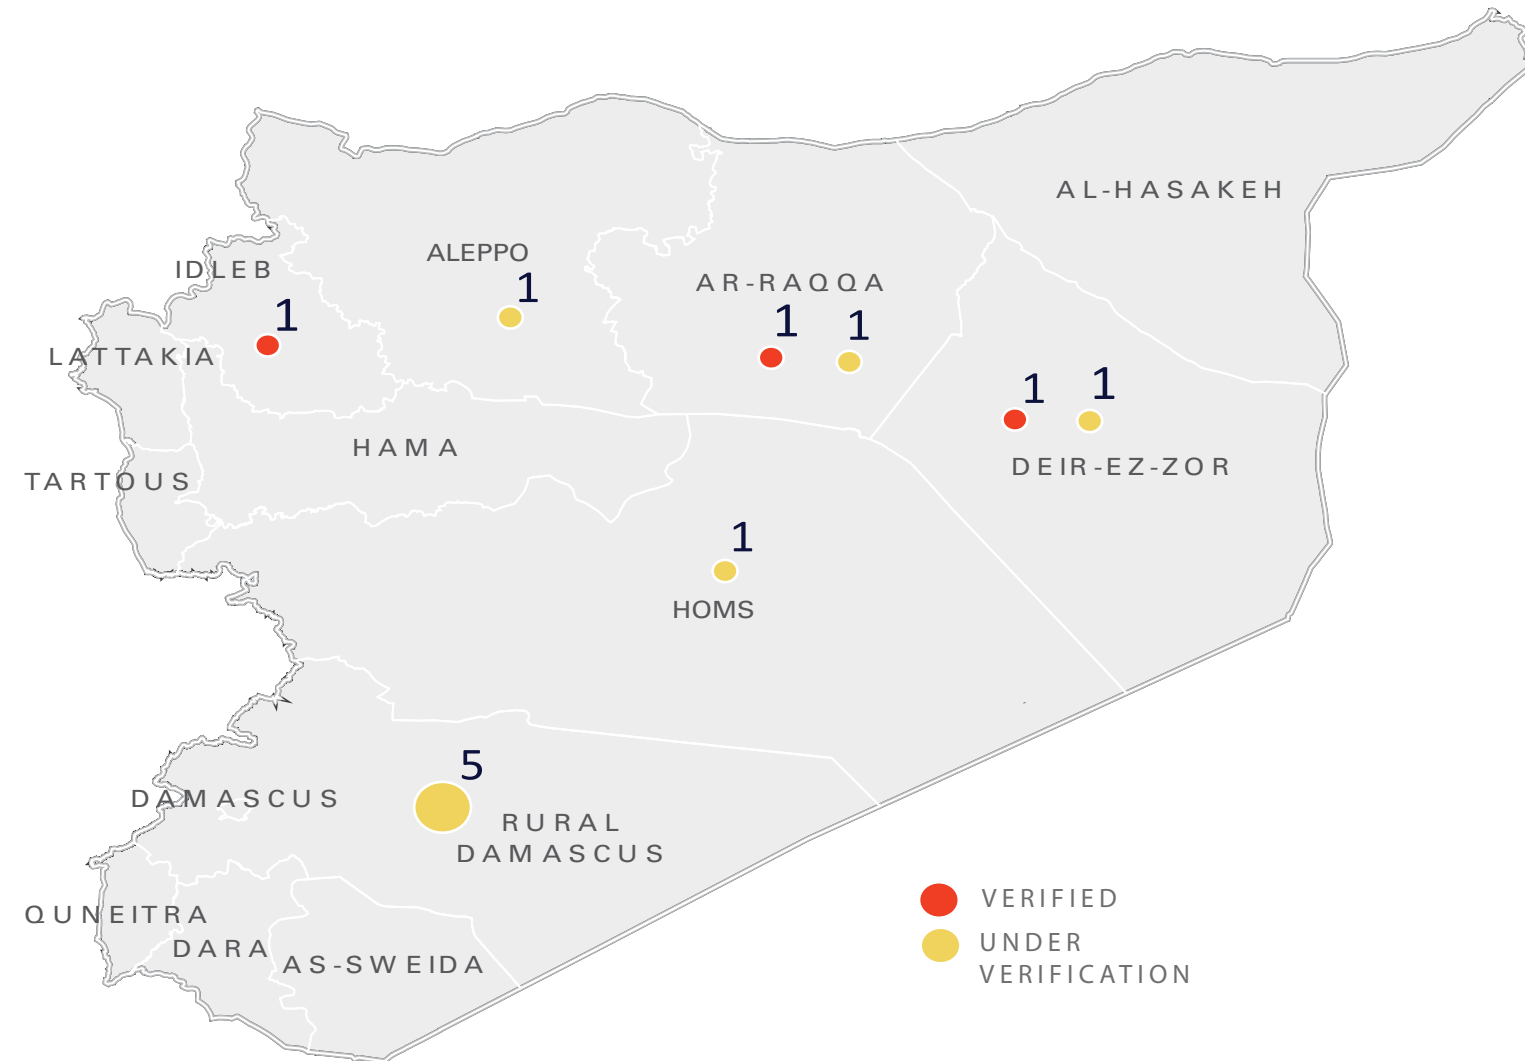 AL-HASAKEH
ALEPPO
IDLEB
AR-RAQQA
1
1
1
1
LATTAKIA
1
1
HAMA
DEIR-EZ-ZOR
TARTOUS
1
HOMS
5
DAMASCUS
RURAL
DAMASCUS
QUNEITRA
DARA
AS-SWEIDA
VERIFIED
UNDER
VERIFICATION